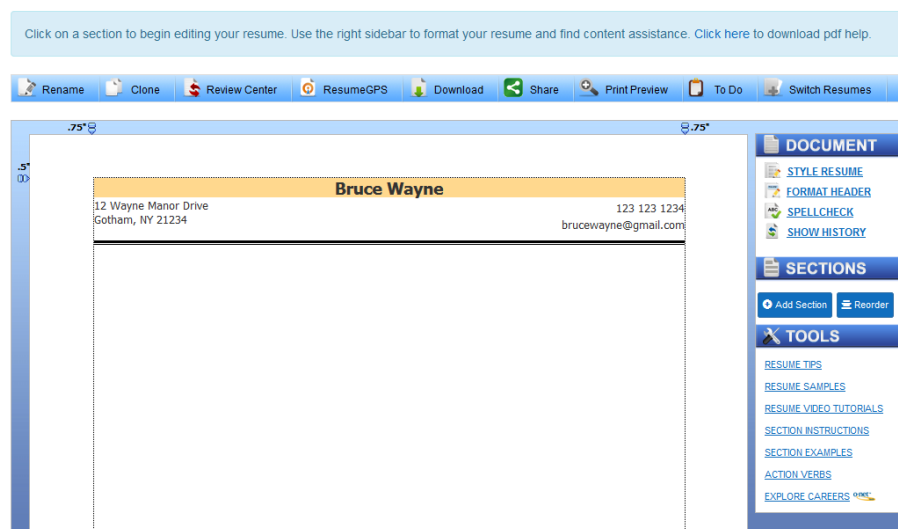 Click on a section to begin editing your resume. Use the right sidebar to format your resume and find content assistance. Click here to download pdf help.
Rename Clone Review Center ResumeGPS Download Share Print Preview To Do Switch Resumes
.75" .75"
.5"
Bruce Wayne
12 Wayne Manor Drive
Gotham, NY 21234
123 123 1234
brucewayne@gmail.com
DOCUMENT
STYLE RESUME
FORMAT HEADER
ABC SPELLCHECK
SHOW HISTORY
SECTIONS
Add Section Reorder
TOOLS
RESUME TIPS
RESUME SAMPLES
RESUME VIDEO TUTORIALS
SECTION INSTRUCTIONS
SECTION EXAMPLES
ACTION VERBS
EXPLORE CAREERS o*net